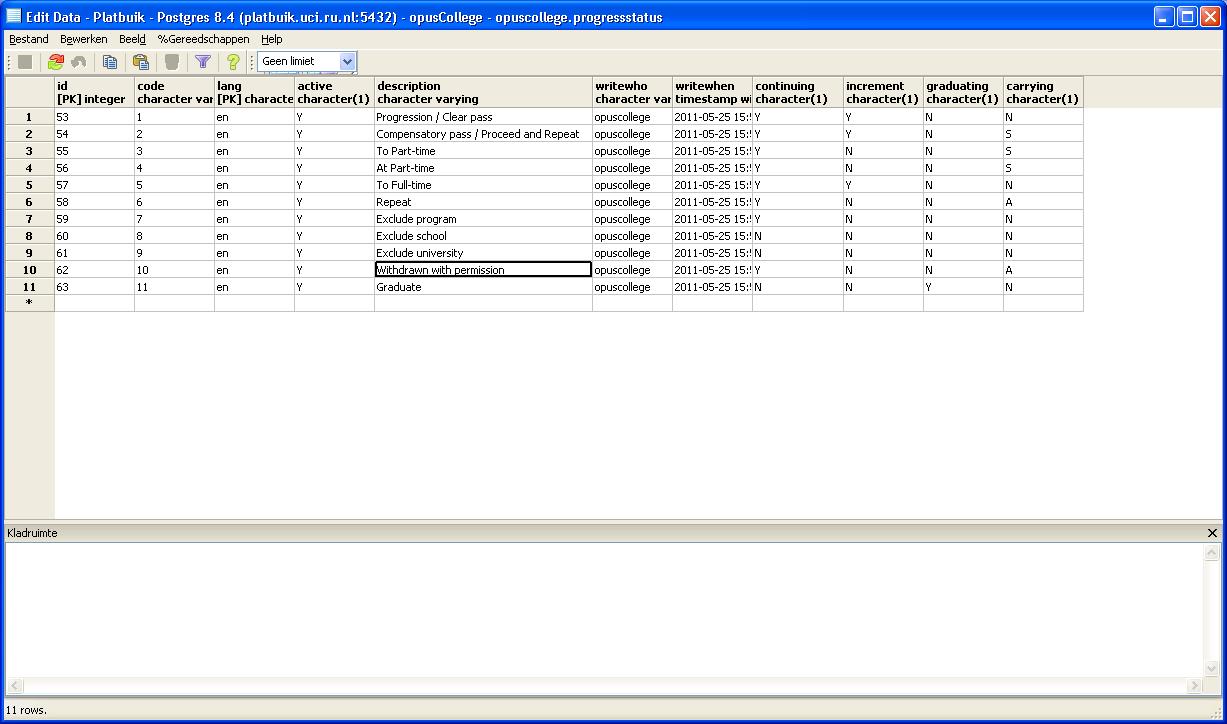 Edit Data - Platbuik - Postgres 8.4 (platbuik.uci.ru.nl:5432) - opusCollege - opuscollege.progressstatus
Bestand Bewerken Beeld %Gereedschappen Help
Geen limiet
id code lang active description writewho writewhen continuing increment graduating carrying
[PK] integer character var [PK] characte character(1) character varying character var timestamp wi character(1) character(1) character(1) character(1)
1 53 1 en Y Progression / Clear pass opuscollege 2011-05-25 15:5 Y Y N N
2 54 2 en Y Compensatory pass / Proceed and Repeat opuscollege 2011-05-25 15:5 Y Y N S
3 55 3 en Y To Part-time opuscollege 2011-05-25 15:5 Y N N S
4 56 4 en Y At Part-time opuscollege 2011-05-25 15:5 Y N N S
5 57 5 en Y To Full-time opuscollege 2011-05-25 15:5 Y Y N N
6 58 6 en Y Repeat opuscollege 2011-05-25 15:5 Y N N A
7 59 7 en Y Exclude program opuscollege 2011-05-25 15:5 Y N N N
8 60 8 en Y Exclude school opuscollege 2011-05-25 15:5 N N N N
9 61 9 en Y Exclude university opuscollege 2011-05-25 15:5 N N N N
10 62 10 en Y Withdrawn with permission opuscollege 2011-05-25 15:5 Y N N A
11 63 11 en Y Graduate opuscollege 2011-05-25 15:5 N N Y N
*
Kladruimte
11 rows.